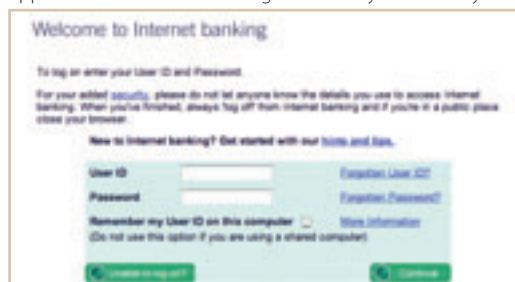 Welcome to Internet banking
To log on enter your User ID and Password.
For your added security, please do not let anyone know the details you use to access Internet
banking. When you've finished, always log off from Internet banking and if you're in a public place
close your browser.
New to Internet banking? Get started with our hints and tips.
User ID Forgotten User ID?
Password Forgotten Password?
Remember my User ID on this computer More information
(Do not use this option if you are using a shared computer)
Unable to log on? Continue